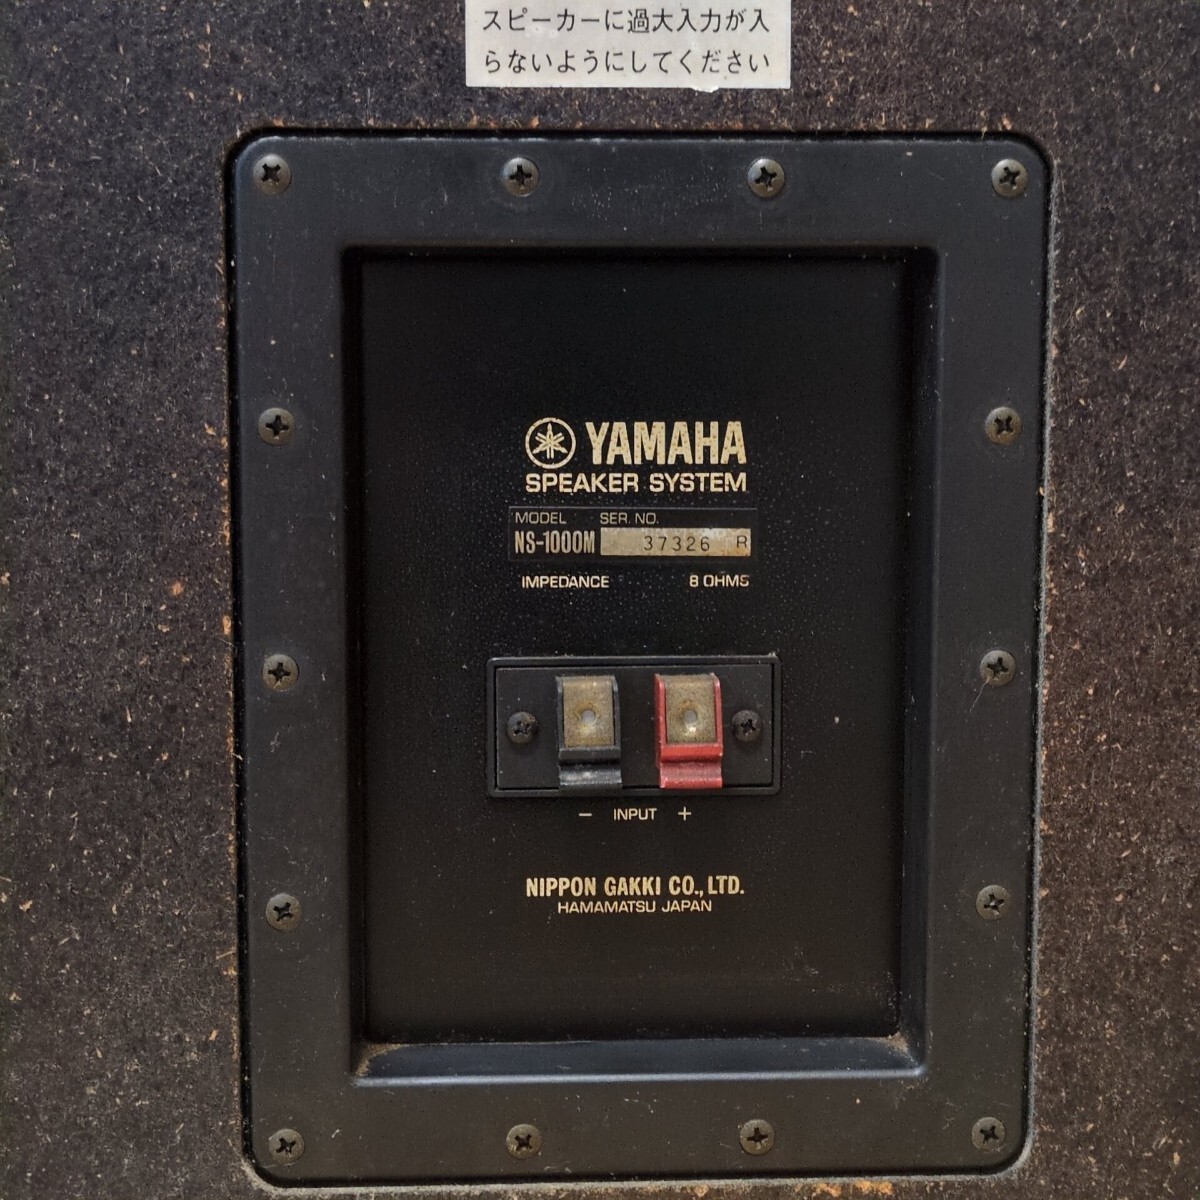 スピーカーに過大入力が入
らないようにしてください
YAMAHA
SPEAKER SYSTEM
MODEL SER. NO.
NS-1000M 37326 R
IMPEDANCE 8 OHMS
− INPUT +
NIPPON GAKKI CO., LTD.
HAMAMATSU JAPAN